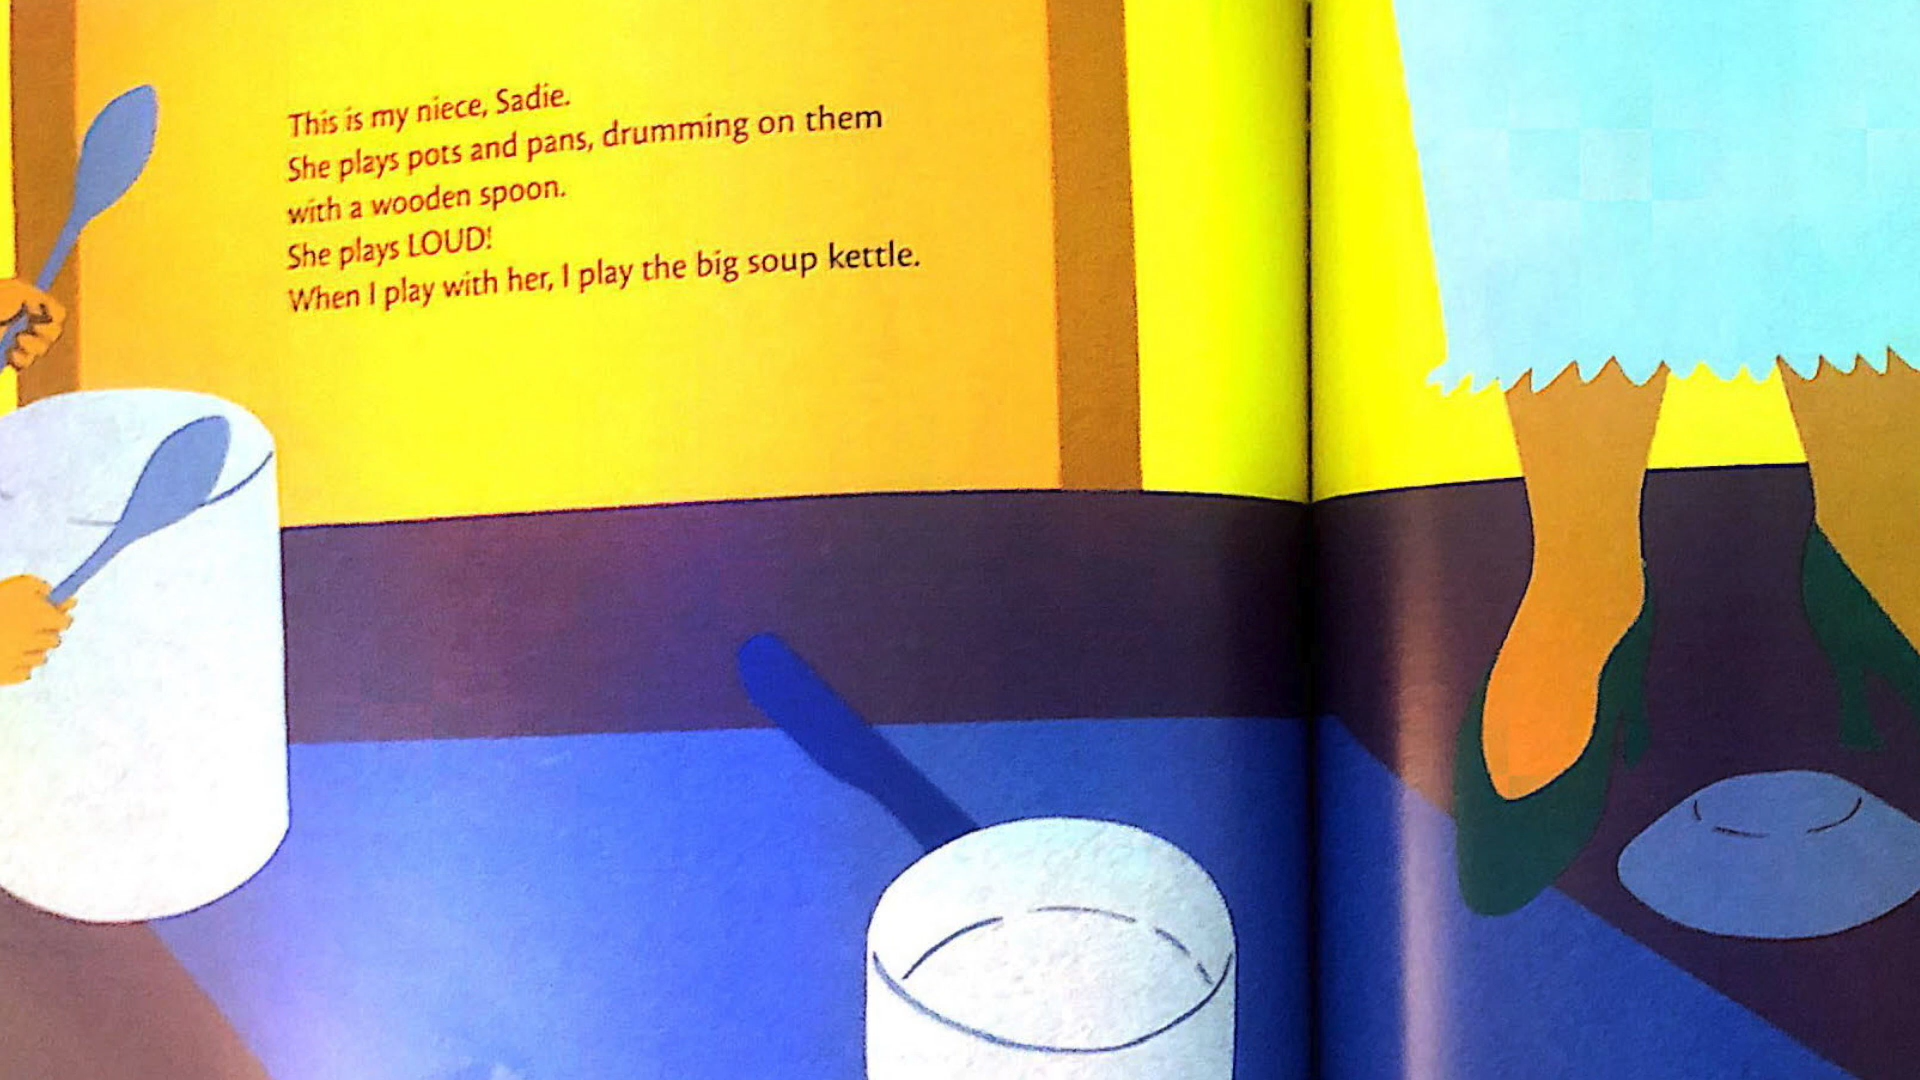 This is my niece, Sadie.
She plays pots and pans, drumming on them
with a wooden spoon.
She plays LOUD!
When I play with her, I play the big soup kettle.